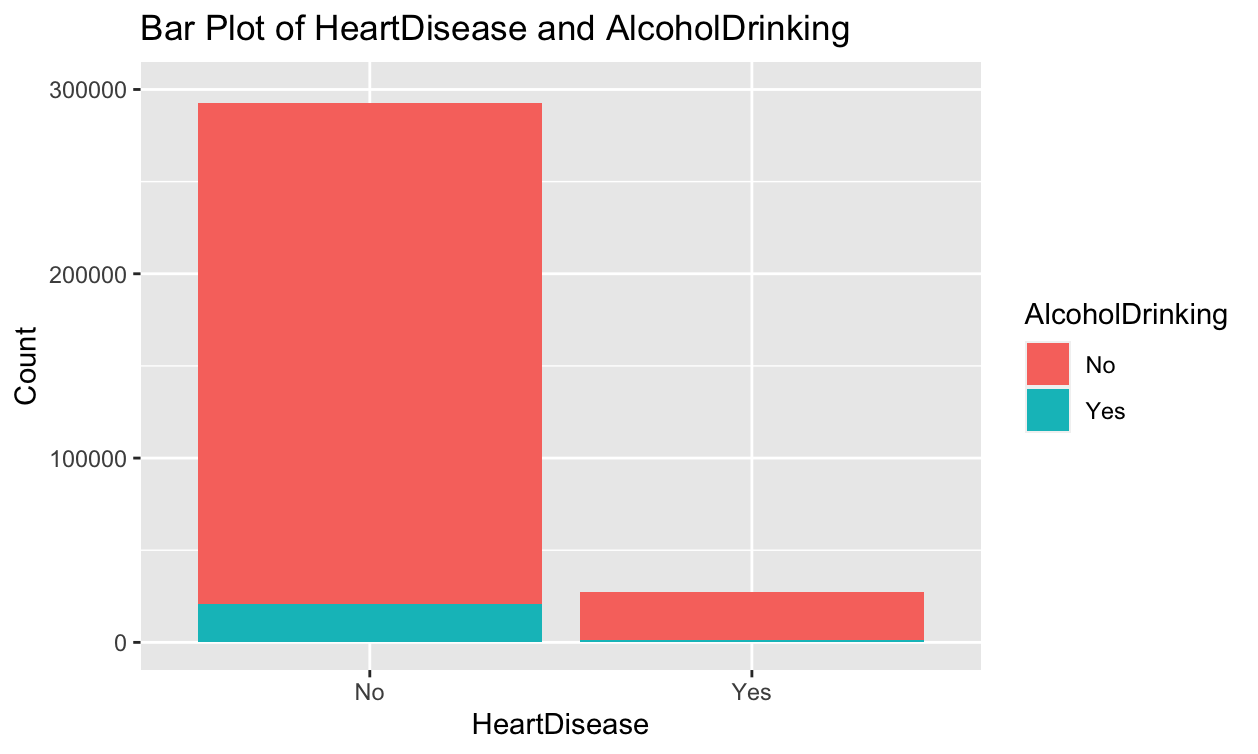 Bar Plot of HeartDisease and AlcoholDrinking
300000
200000
100000
0
Count
No
Yes
HeartDisease
AlcoholDrinking
No
Yes